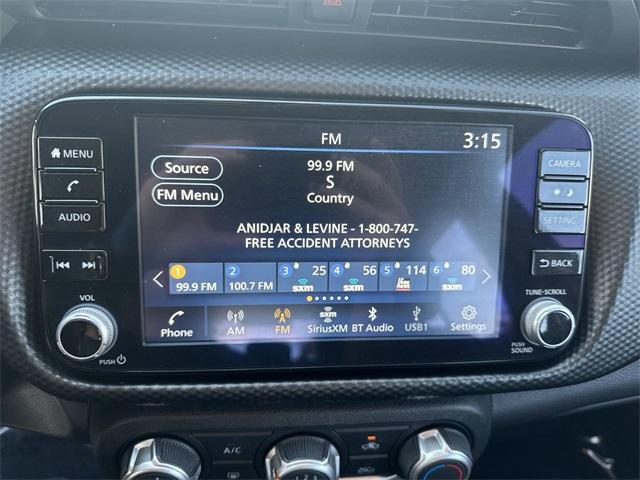 FM
3:15
MENU
AUDIO
VOL
PUSH
Source
FM Menu
99.9 FM
S
Country
ANIDJAR & LEVINE - 1-800-747-
FREE ACCIDENT ATTORNEYS
1 2 3 25 4 56 5 114 6 80
99.9 FM 100.7 FM sxm sxm sxm
Phone AM FM SiriusXM BT Audio USB1 Settings
sxm
CAMERA
SETTING
BACK
TUNE-SCROLL
PUSH
SOUND
A/C